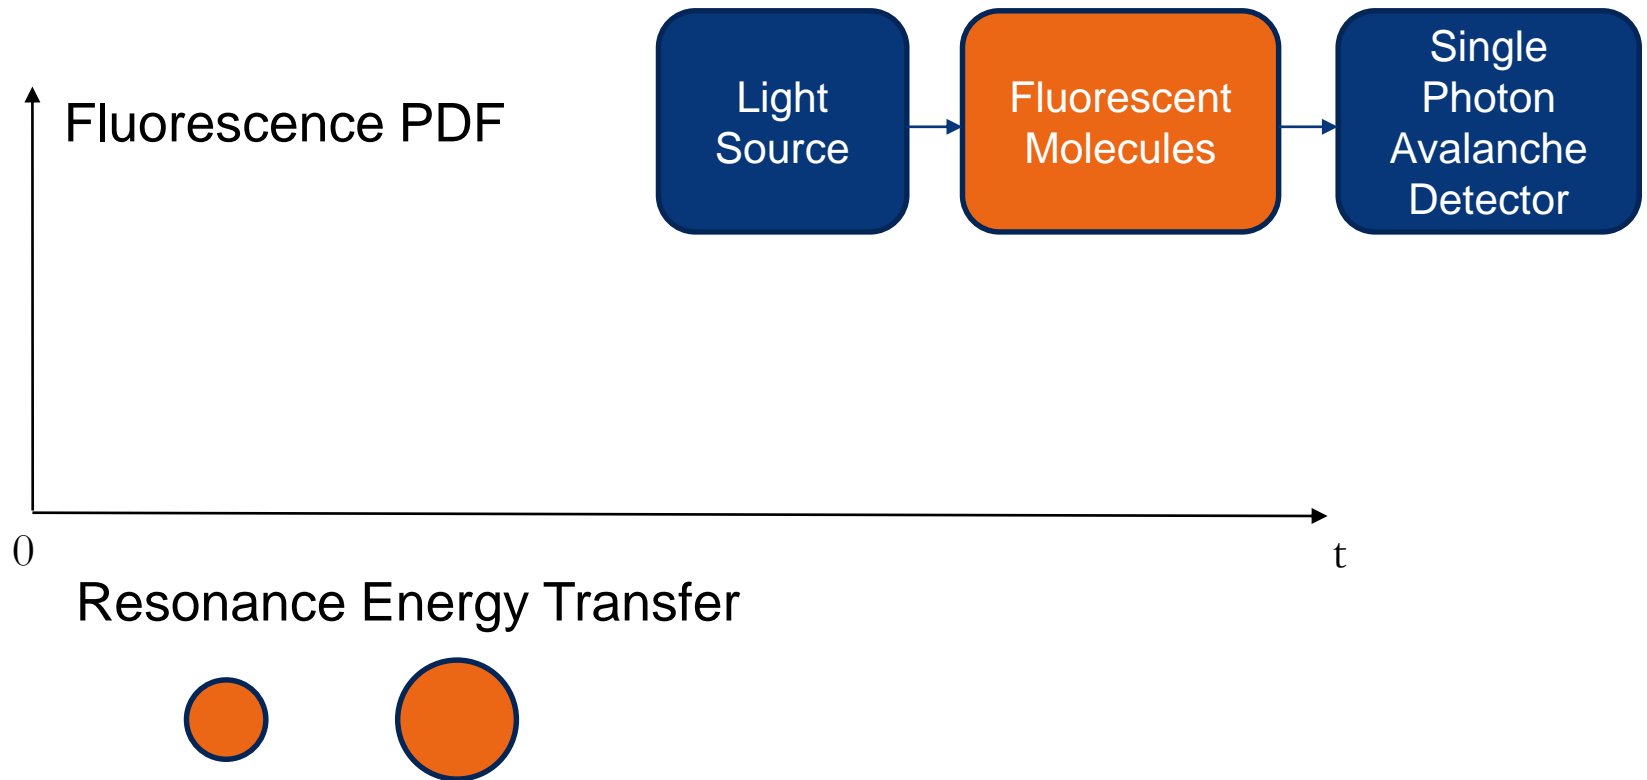 Fluorescence PDF
Light
Source
Fluorescent
Molecules
Single
Photon
Avalanche
Detector
0
t
Resonance Energy Transfer